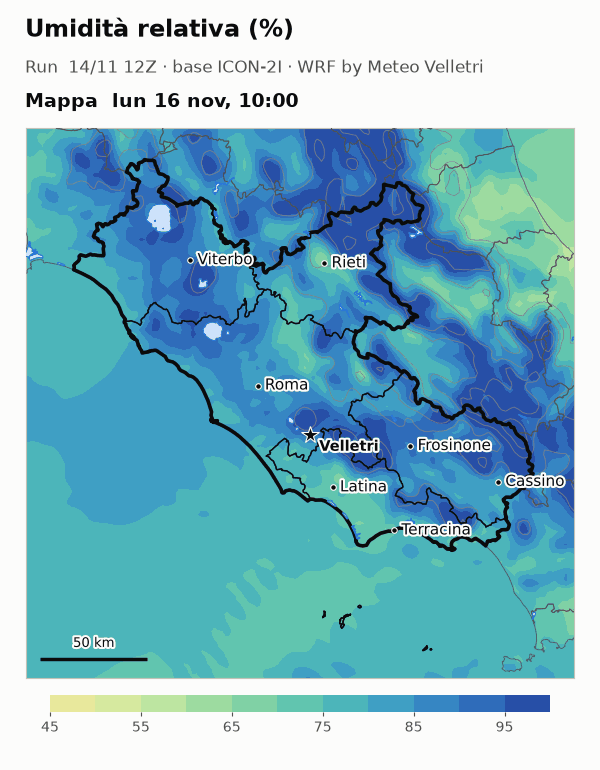 Umidità relativa (%)
Run 14/11 12Z · base ICON-2I · WRF by Meteo Velletri
Mappa lun 16 nov, 10:00
Viterbo
Rieti
Roma
Velletri
Frosinone
Latina
Cassino
Terracina
50 km
45 55 65 75 85 95